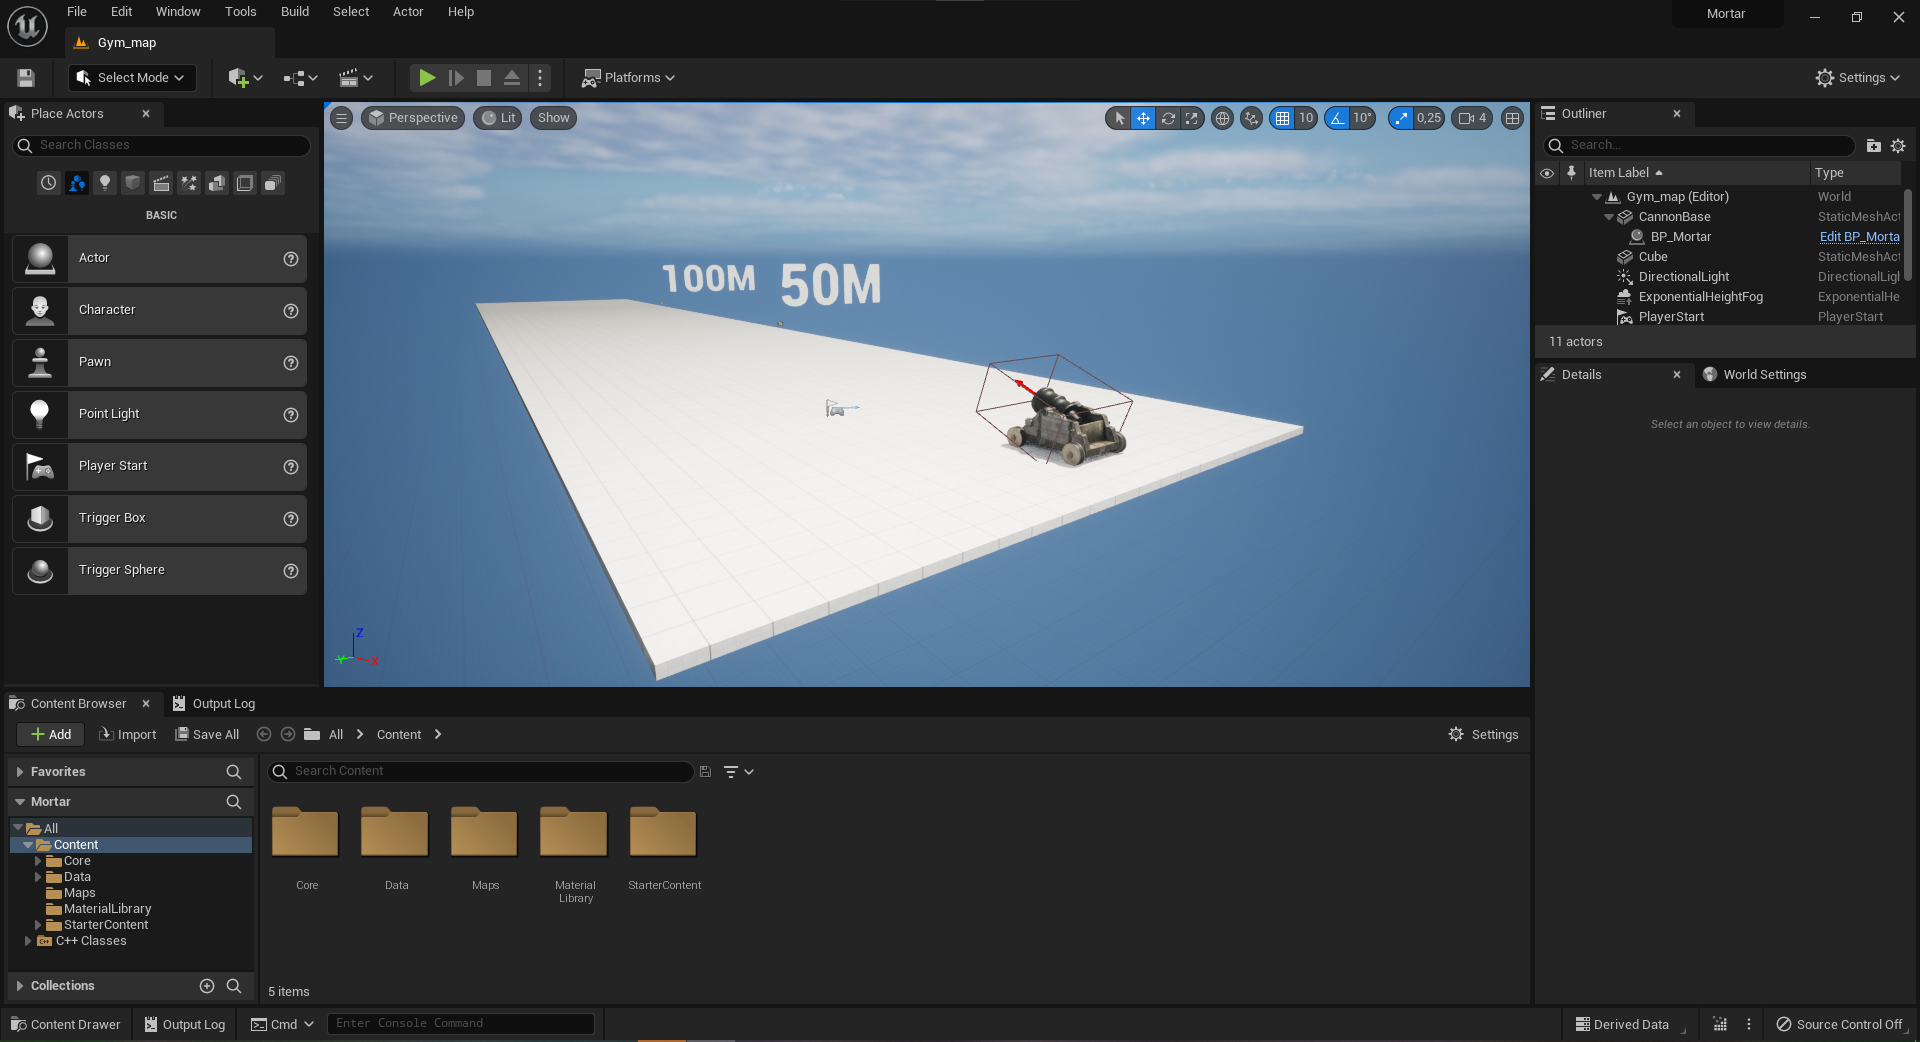 File Edit Window Tools Build Select Actor Help
Mortar
Gym_map
Select Mode
Platforms
Settings
Place Actors
Search Classes
BASIC
Actor
Character
Pawn
Point Light
Player Start
Trigger Box
Trigger Sphere
Perspective Lit Show
10 10° 0,25 4
100M 50M
Z
Y
X
Outliner
Search...
Item Label Type
Gym_map (Editor) World
CannonBase StaticMeshAct
BP_Mortar Edit BP_Morta
Cube StaticMeshAct
DirectionalLight DirectionalLigl
ExponentialHeightFog ExponentialHe
PlayerStart PlayerStart
11 actors
Details World Settings
Select an object to view details.
Content Browser Output Log
Add Import Save All All Content Settings
Favorites
Mortar
All
Content
Core
Data
Maps
MaterialLibrary
StarterContent
C++ Classes
Collections
Search Content
Core Data Maps Material StarterContent
Library
5 items
Content Drawer Output Log Cmd Enter Console Command Derived Data Source Control Off